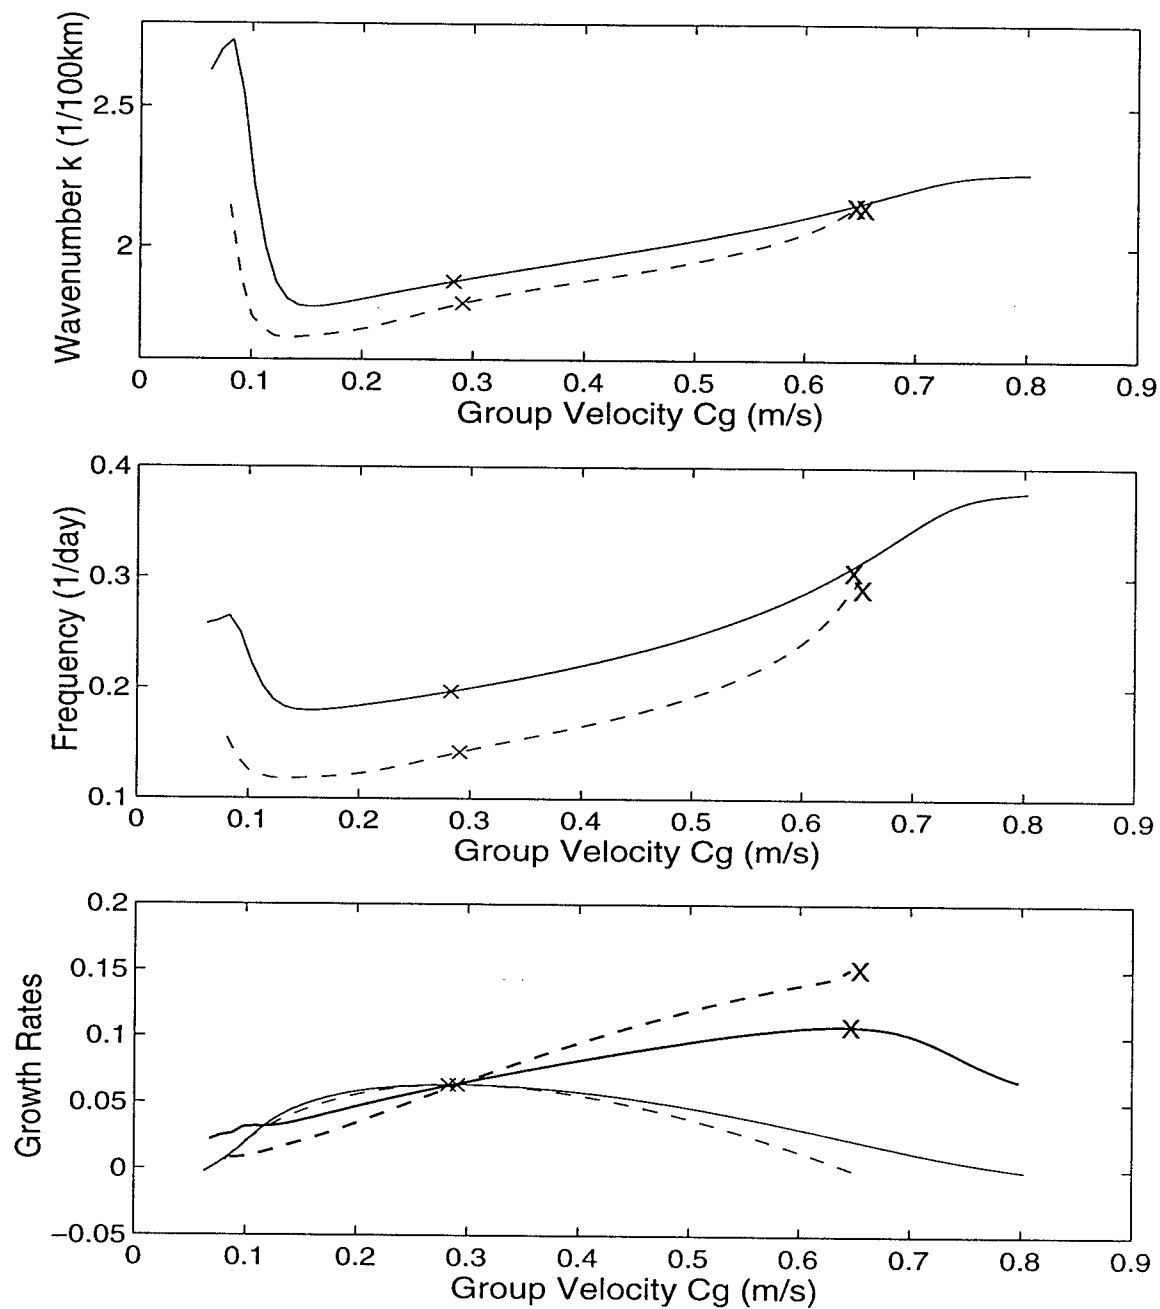 Wavenumber k (1/100km)
2.5
2
0 0.1 0.2 0.3 0.4 0.5 0.6 0.7 0.8 0.9
Group Velocity Cg (m/s)
Frequency (1/day)
0.4
0.3
0.2
0.1
0 0.1 0.2 0.3 0.4 0.5 0.6 0.7 0.8 0.9
Group Velocity Cg (m/s)
Growth Rates
0.2
0.15
0.1
0.05
0
−0.05
0 0.1 0.2 0.3 0.4 0.5 0.6 0.7 0.8 0.9
Group Velocity Cg (m/s)